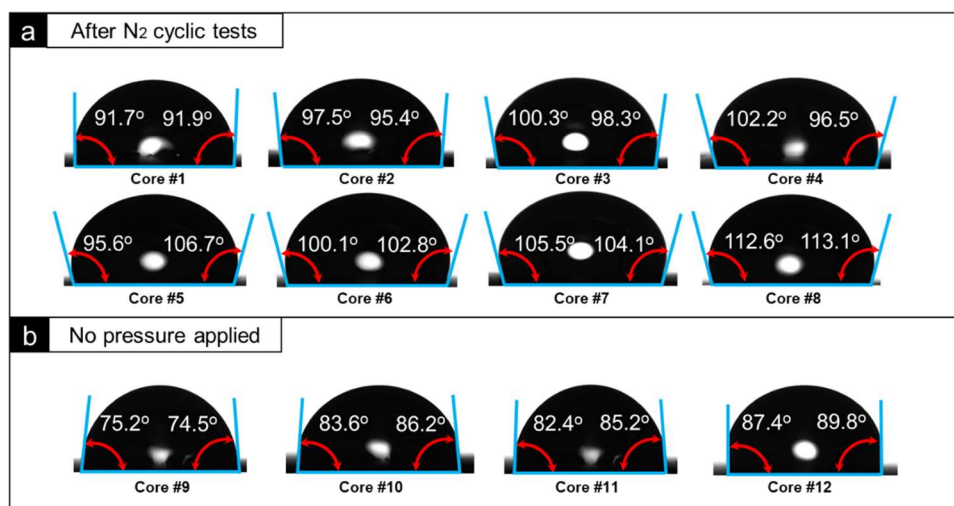 a After N2 cyclic tests
91.7º 91.9º 97.5º 95.4º 100.3º 98.3º 102.2º 96.5º
Core #1 Core #2 Core #3 Core #4
95.6º 106.7º 100.1º 102.8º 105.5º 104.1º 112.6º 113.1º
Core #5 Core #6 Core #7 Core #8
b No pressure applied
75.2º 74.5º 83.6º 86.2º 82.4º 85.2º 87.4º 89.8º
Core #9 Core #10 Core #11 Core #12